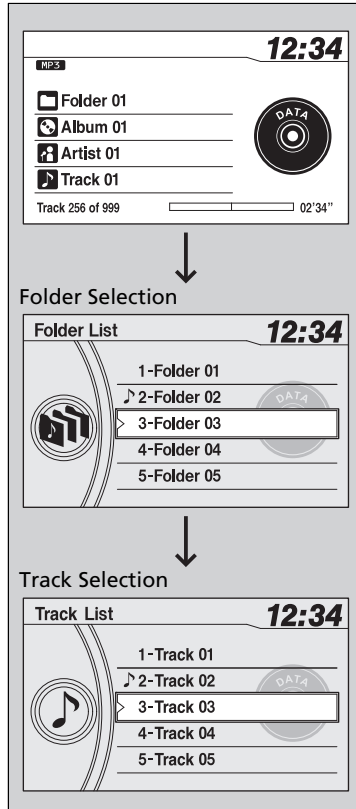 12:34
MP3
Folder 01
DATA
Album 01
Artist 01
Track 01
Track 256 of 999 02'34"
Folder Selection
Folder List 12:34
1-Folder 01
2-Folder 02
DATA
3-Folder 03
4-Folder 04
5-Folder 05
Track Selection
Track List 12:34
1-Track 01
2-Track 02
DATA
3-Track 03
4-Track 04
5-Track 05